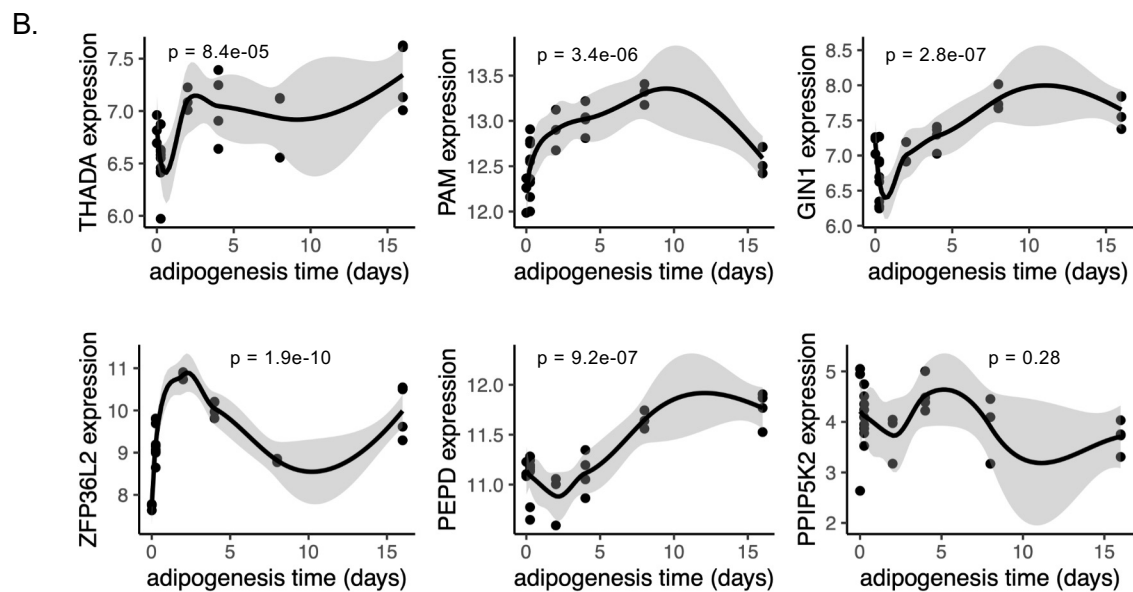 B.
THADA expression
p = 8.4e-05
7.5
7.0
6.5
6.0
0 5 10 15
adipogenesis time (days)
PAM expression
p = 3.4e-06
13.5
13.0
12.5
12.0
0 5 10 15
adipogenesis time (days)
GIN1 expression
p = 2.8e-07
8.5
8.0
7.5
7.0
6.5
6.0
0 5 10 15
adipogenesis time (days)
ZFP36L2 expression
p = 1.9e-10
11
10
9
8
0 5 10 15
adipogenesis time (days)
PEPD expression
p = 9.2e-07
12.0
11.5
11.0
0 5 10 15
adipogenesis time (days)
PPIP5K2 expression
p = 0.28
5
4
3
2
0 5 10 15
adipogenesis time (days)